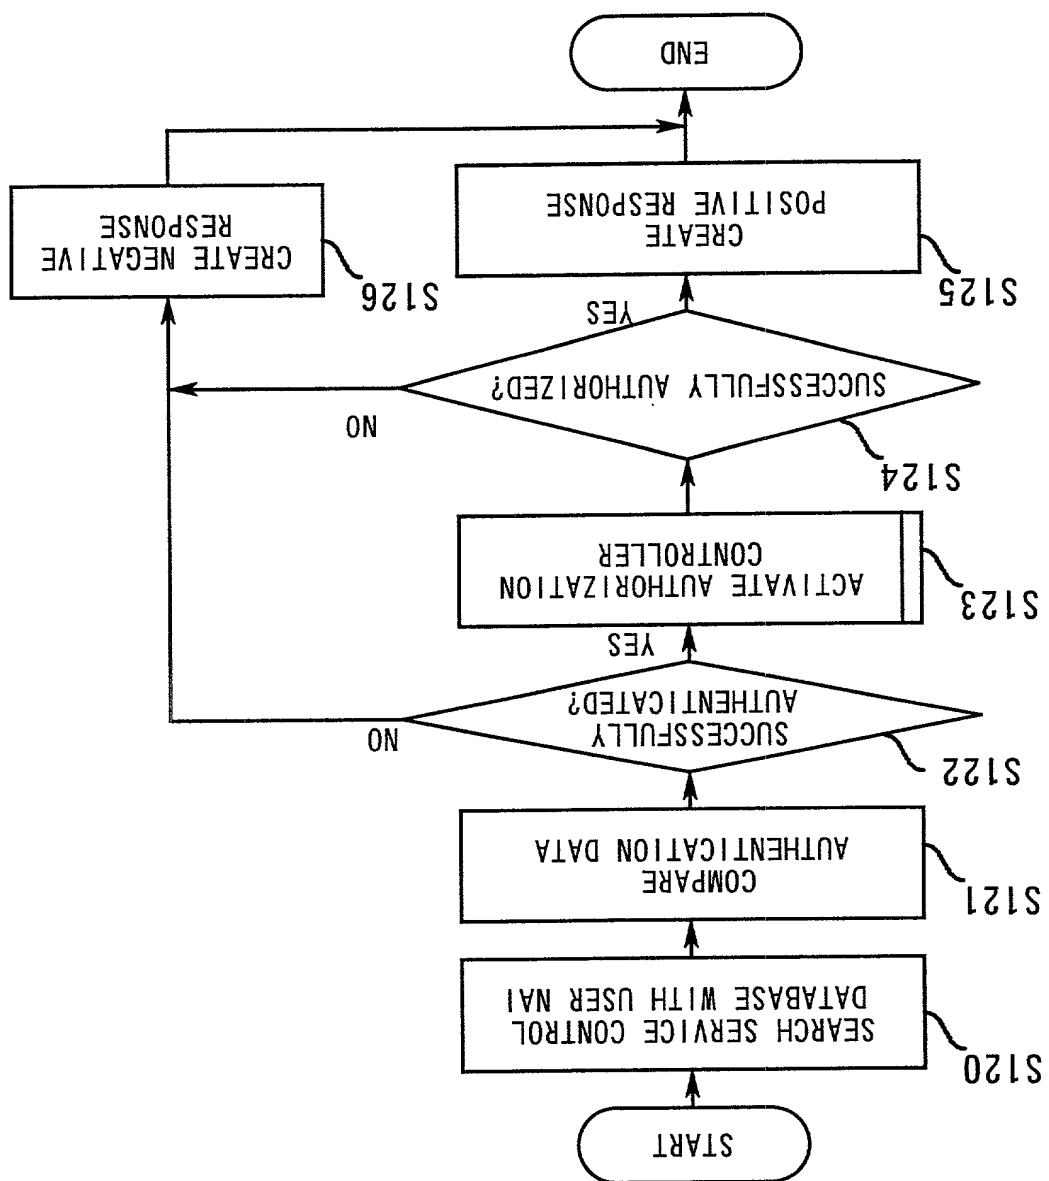 START
S120
SEARCH SERVICE CONTROL
DATABASE WITH USER NAI
S121
COMPARE
AUTHENTICATION DATA
S122
SUCCESSFULLY
AUTHENTICATED?
NO
YES
S123
ACTIVATE AUTHORIZATION
CONTROLLER
S124
SUCCESSFULLY AUTHORIZED?
NO
YES
S125
CREATE
POSITIVE RESPONSE
S126
CREATE NEGATIVE
RESPONSE
END